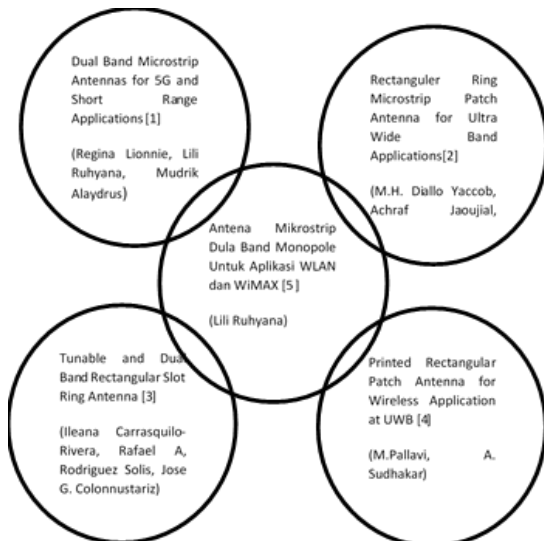 Dual Band Microstrip
Antennas for 5G and
Short Range
Applications [1]
(Regina Lionnie, Lili
Ruhyana, Mudrik
Alaydrus)
Rectanguler Ring
Microstrip Patch
Antenna for Ultra
Wide Band
Applications[2]
(M.H. Diallo Yaccob,
Achraf Jaoujial,
Antena Mikrostrip
Dula Band Monopole
Untuk Aplikasi WLAN
dan WiMAX [5]
(Lili Ruhyana)
Tunable and Dual
Band Rectangular Slot
Ring Antenna [3]
(Ileana Carrasquilo-
Rivera, Rafael A,
Rodriguez Solis, Jose
G. Colonnustariz)
Printed Rectangular
Patch Antenna for
Wireless Application
at UWB [4]
(M.Pallavi, A.
Sudhakar)